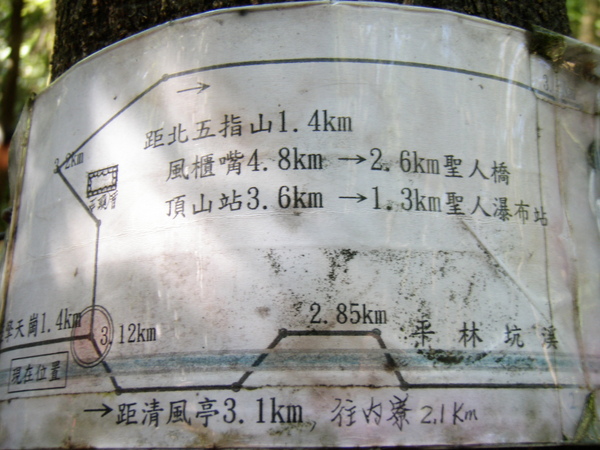 →
距北五指山1.4km
2km
風櫃嘴4.8km →2.6km聖人橋
頂山站3.6km →1.3km聖人瀑布站
擎天崗1.4km
3.12km
2.85km
平林坑溪
現在位置
→距清風亭3.1km, 往內寮 2.1Km